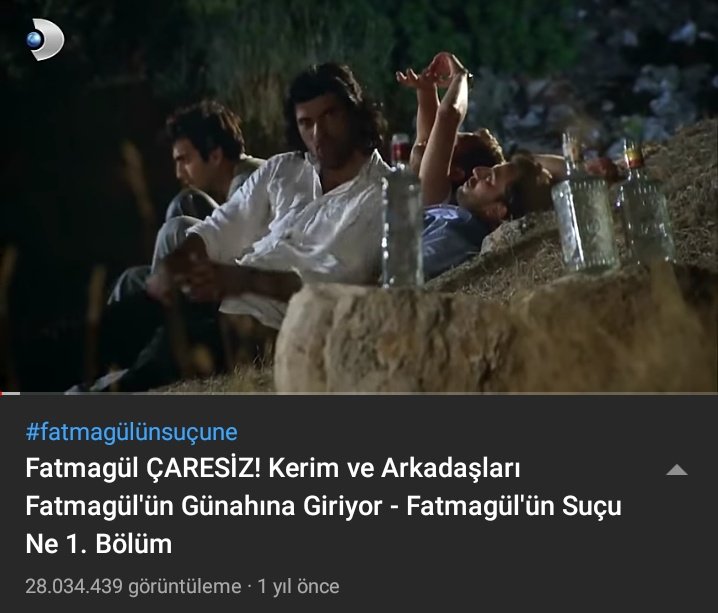 #fatmagülünsuçune
Fatmagül ÇARESİZ! Kerim ve Arkadaşları
Fatmagül'ün Günahına Giriyor - Fatmagül'ün Suçu
Ne 1. Bölüm
28.034.439 görüntüleme · 1 yıl önce